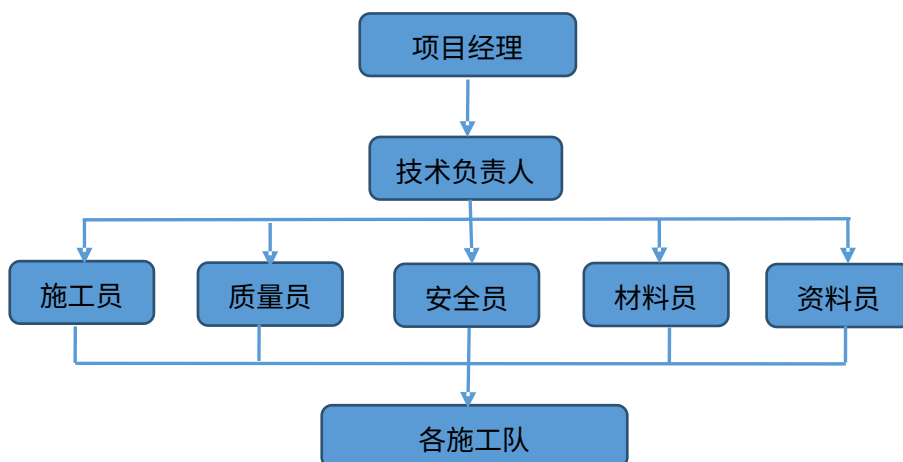 项目经理
技术负责人
施工员
质量员
安全员
材料员
资料员
各施工队